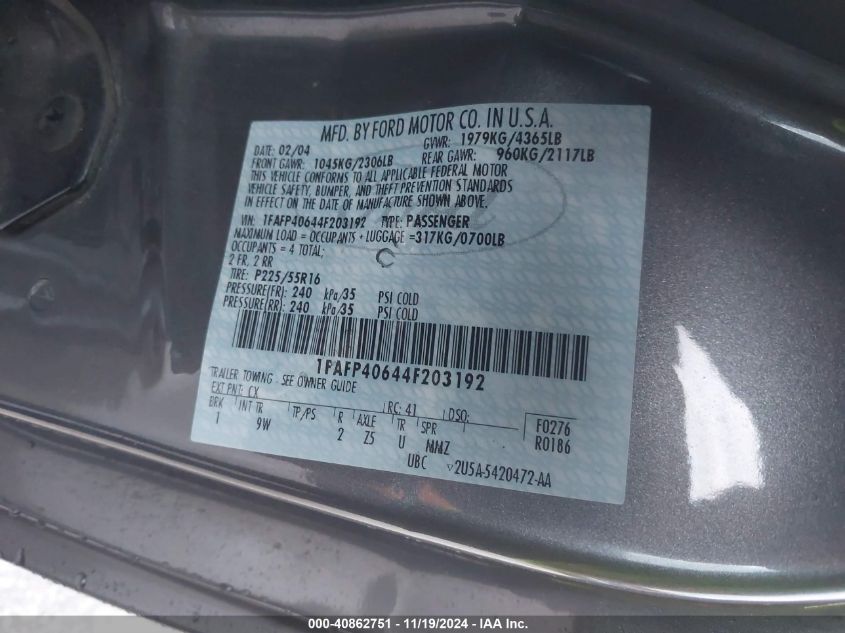 MFD. BY FORD MOTOR CO. IN U.S.A.
DATE: 02/04 GVWR: 1979KG/4365LB
FRONT GAWR: 1045KG/2306LB REAR GAWR: 960KG/2117LB
THIS VEHICLE CONFORMS TO ALL APPLICABLE FEDERAL MOTOR
VEHICLE SAFETY, BUMPER, AND THEFT PREVENTION STANDARDS
IN EFFECT ON THE DATE OF MANUFACTURE SHOWN ABOVE.
VIN: 1FAFP40644F203192 TYPE: PASSENGER
MAXIMUM LOAD = OCCUPANTS + LUGGAGE =317KG/0700LB
OCCUPANTS = 4 TOTAL;
2 FR, 2 RR
TIRE: P225/55R16
PRESSURE(FR): 240 kPa/35 PSI COLD
PRESSURE(RR): 240 kPa/35 PSI COLD
1FAFP40644F203192
TRAILER TOWING - SEE OWNER GUIDE
EXT PNT: CX RC: 41 DSO: F0276
BRK INT TR TP/PS R AXLE TR SPR R0186
1 9W 2 Z5 U MMZ
UBC V2U5A-5420472-AA
000-40862751 - 11/19/2024 - IAAI.COM